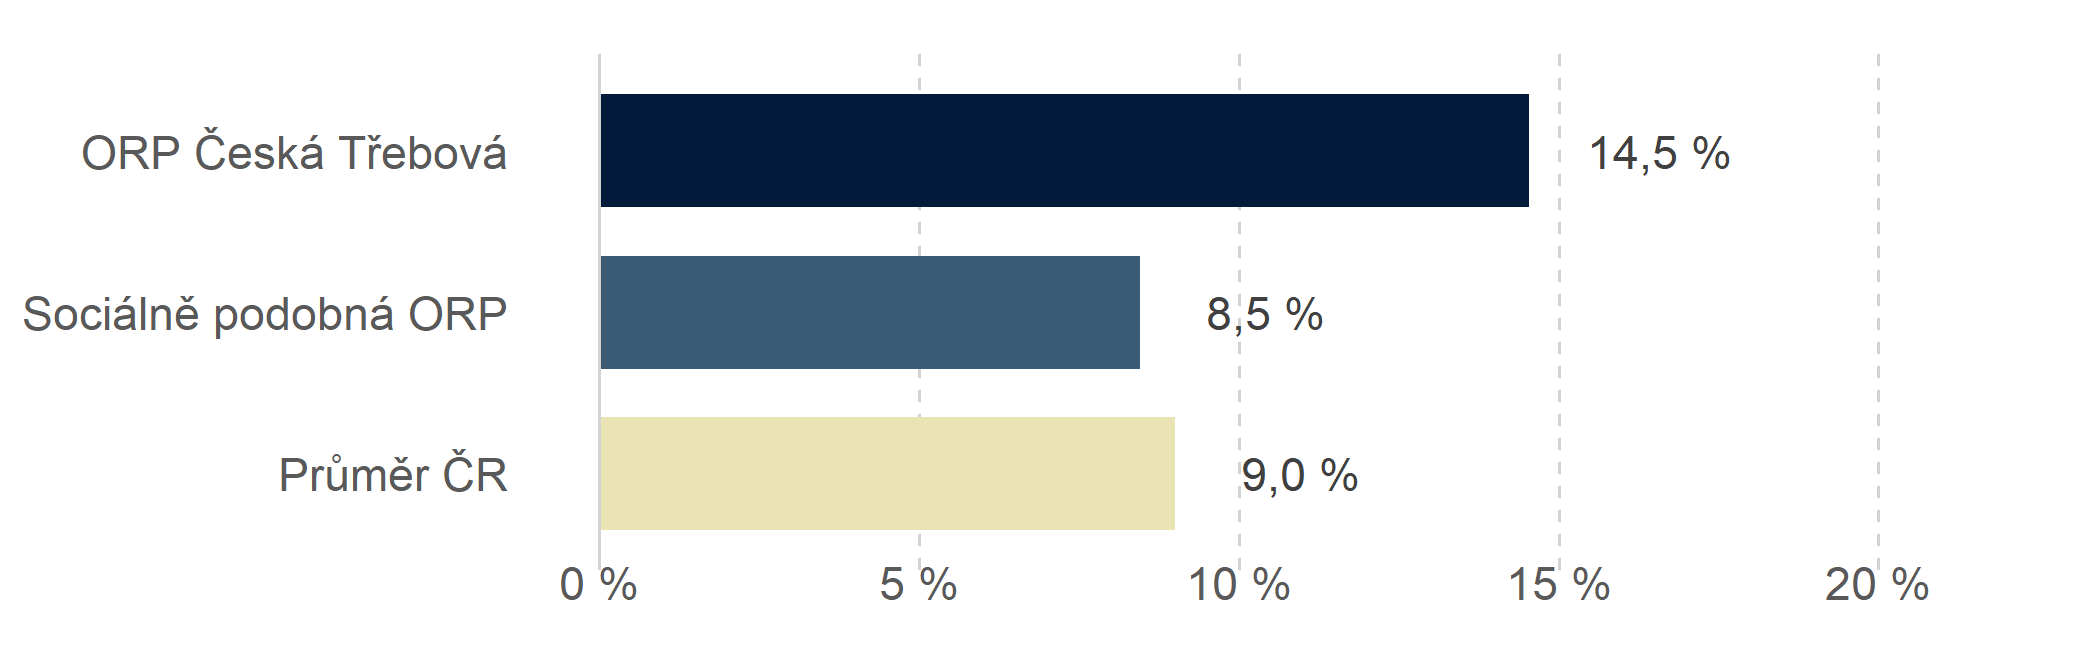 ORP Česká Třebová
14,5 %
Sociálně podobná ORP
8,5 %
Průměr ČR
9,0 %
0 %
5 %
10 %
15 %
20 %